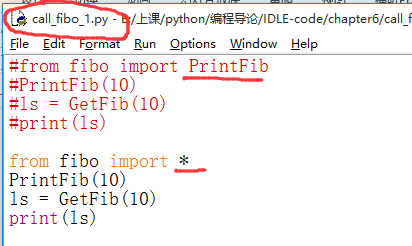 call_fibo_1.py - E:/上课/python/编程导论/IDLE-code/chapter6/call_f
File Edit Format Run Options Window Help
#from fibo import PrintFib
#PrintFib(10)
#ls = GetFib(10)
#print(ls)
from fibo import *
PrintFib(10)
ls = GetFib(10)
print(ls)